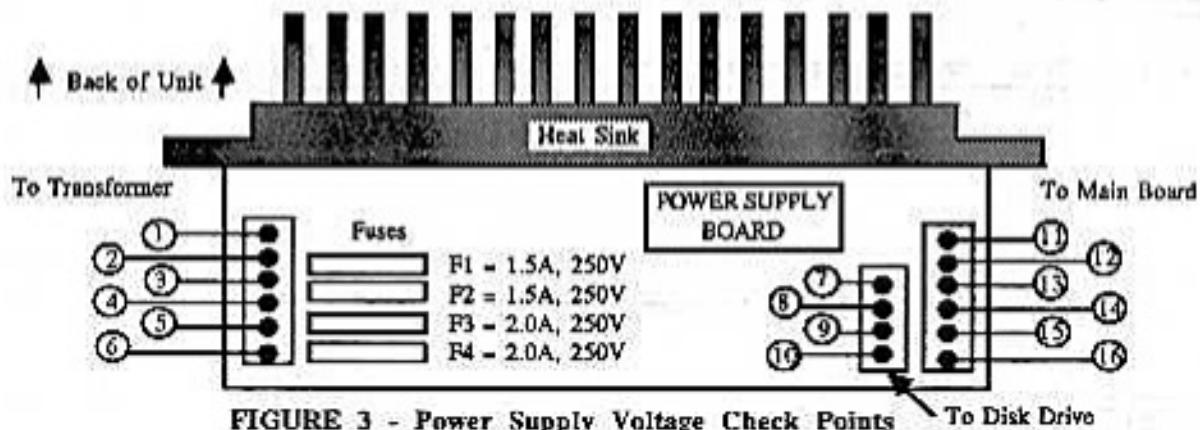 Back of Unit
Heat Sink
To Transformer
POWER SUPPLY
BOARD
To Main Board
Fuses
1
2
3
4
5
6
F1 = 1.5A, 250V
F2 = 1.5A, 250V
F3 = 2.0A, 250V
F4 = 2.0A, 250V
7
8
9
10
11
12
13
14
15
16
FIGURE 3 - Power Supply Voltage Check Points
To Disk Drive